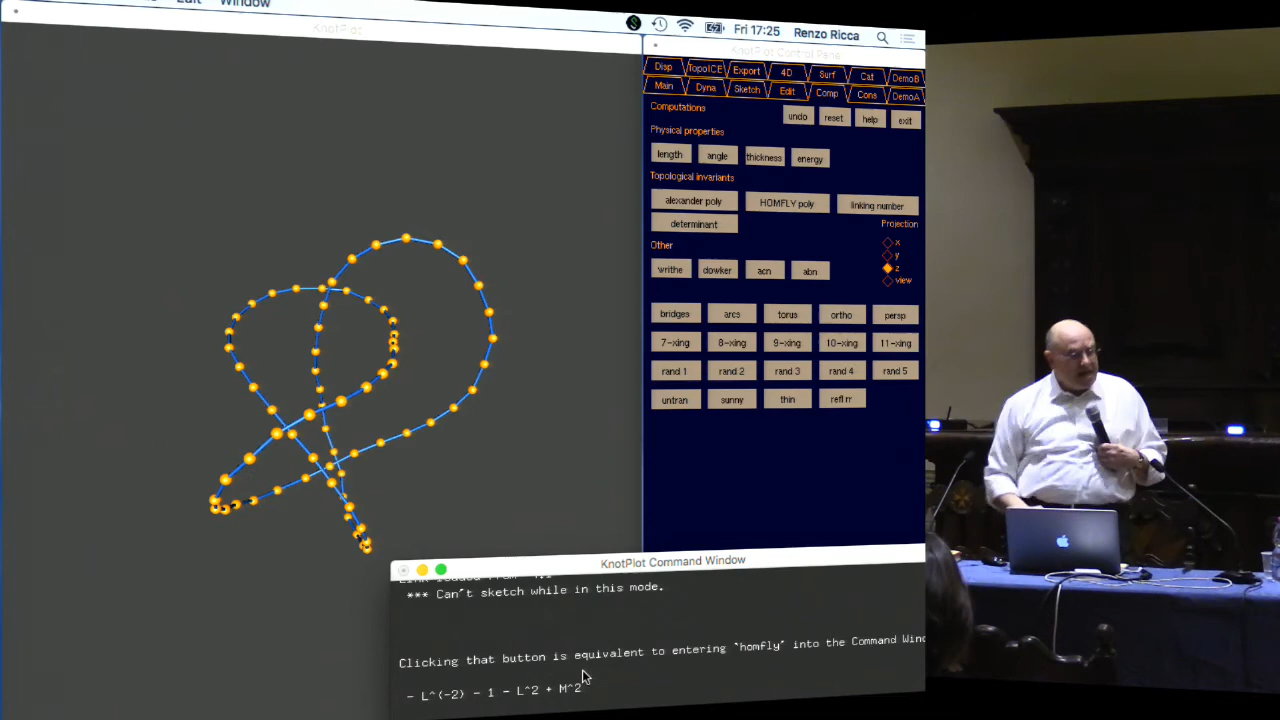 Edit Window
Fri 17:25 Renzo Ricca
KnotPlot
KnotPlot Control Panel
Disp TopoICE Export 4D Surf Cat DemoB
Main Dyna Sketch Edit Comp Cons DemoA
Computations
undo reset help exit
Physical properties
length angle thickness energy
Topological invariants
alexander poly HOMFLY poly linking number
determinant
Projection
Other
x
y
z
view
writhe dowker acn abn
bridges arcs torus ortho persp
7-xing 8-xing 9-xing 10-xing 11-xing
rand 1 rand 2 rand 3 rand 4 rand 5
untran sunny thin refl rr
KnotPlot Command Window
*** Can't sketch while in this mode.
Clicking that button is equivalent to entering "homfly" into the Command
- L^(-2) - 1 - L^2 + M^2